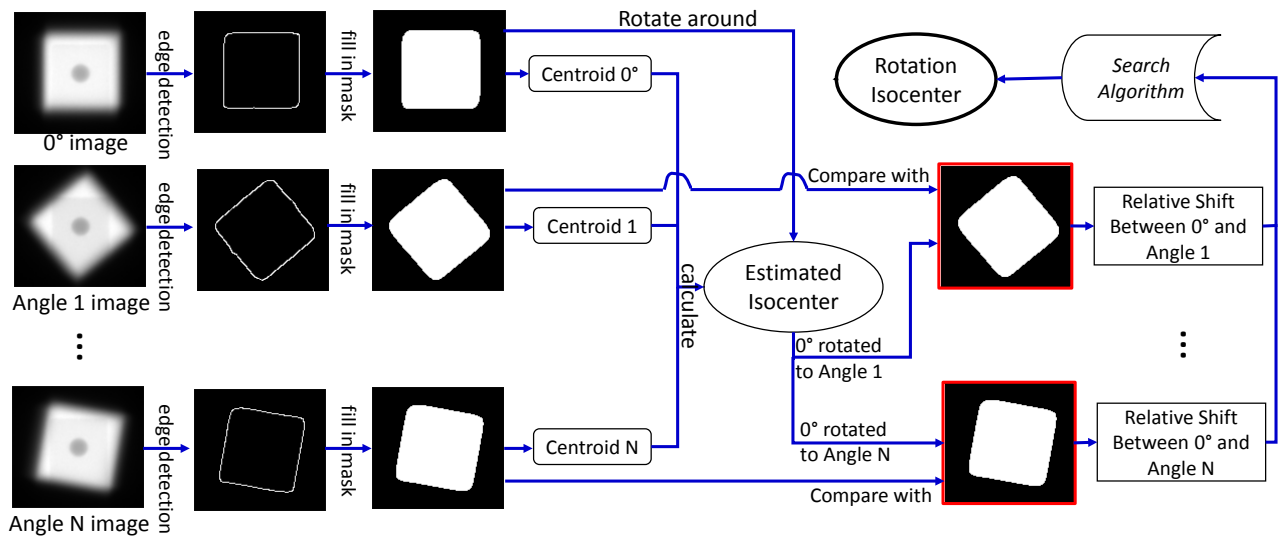 Rotate around
edge detection
fill in mask
Centroid 0°
Rotation
Isocenter
Search
Algorithm
0° image
edge detection
fill in mask
Centroid 1
Compare with
Relative Shift
Between 0° and
Angle 1
Angle 1 image
calculate
Estimated
Isocenter
0° rotated
to Angle 1
...
...
edge detection
fill in mask
Centroid N
0° rotated
to Angle N
Compare with
Relative Shift
Between 0° and
Angle N
Angle N image